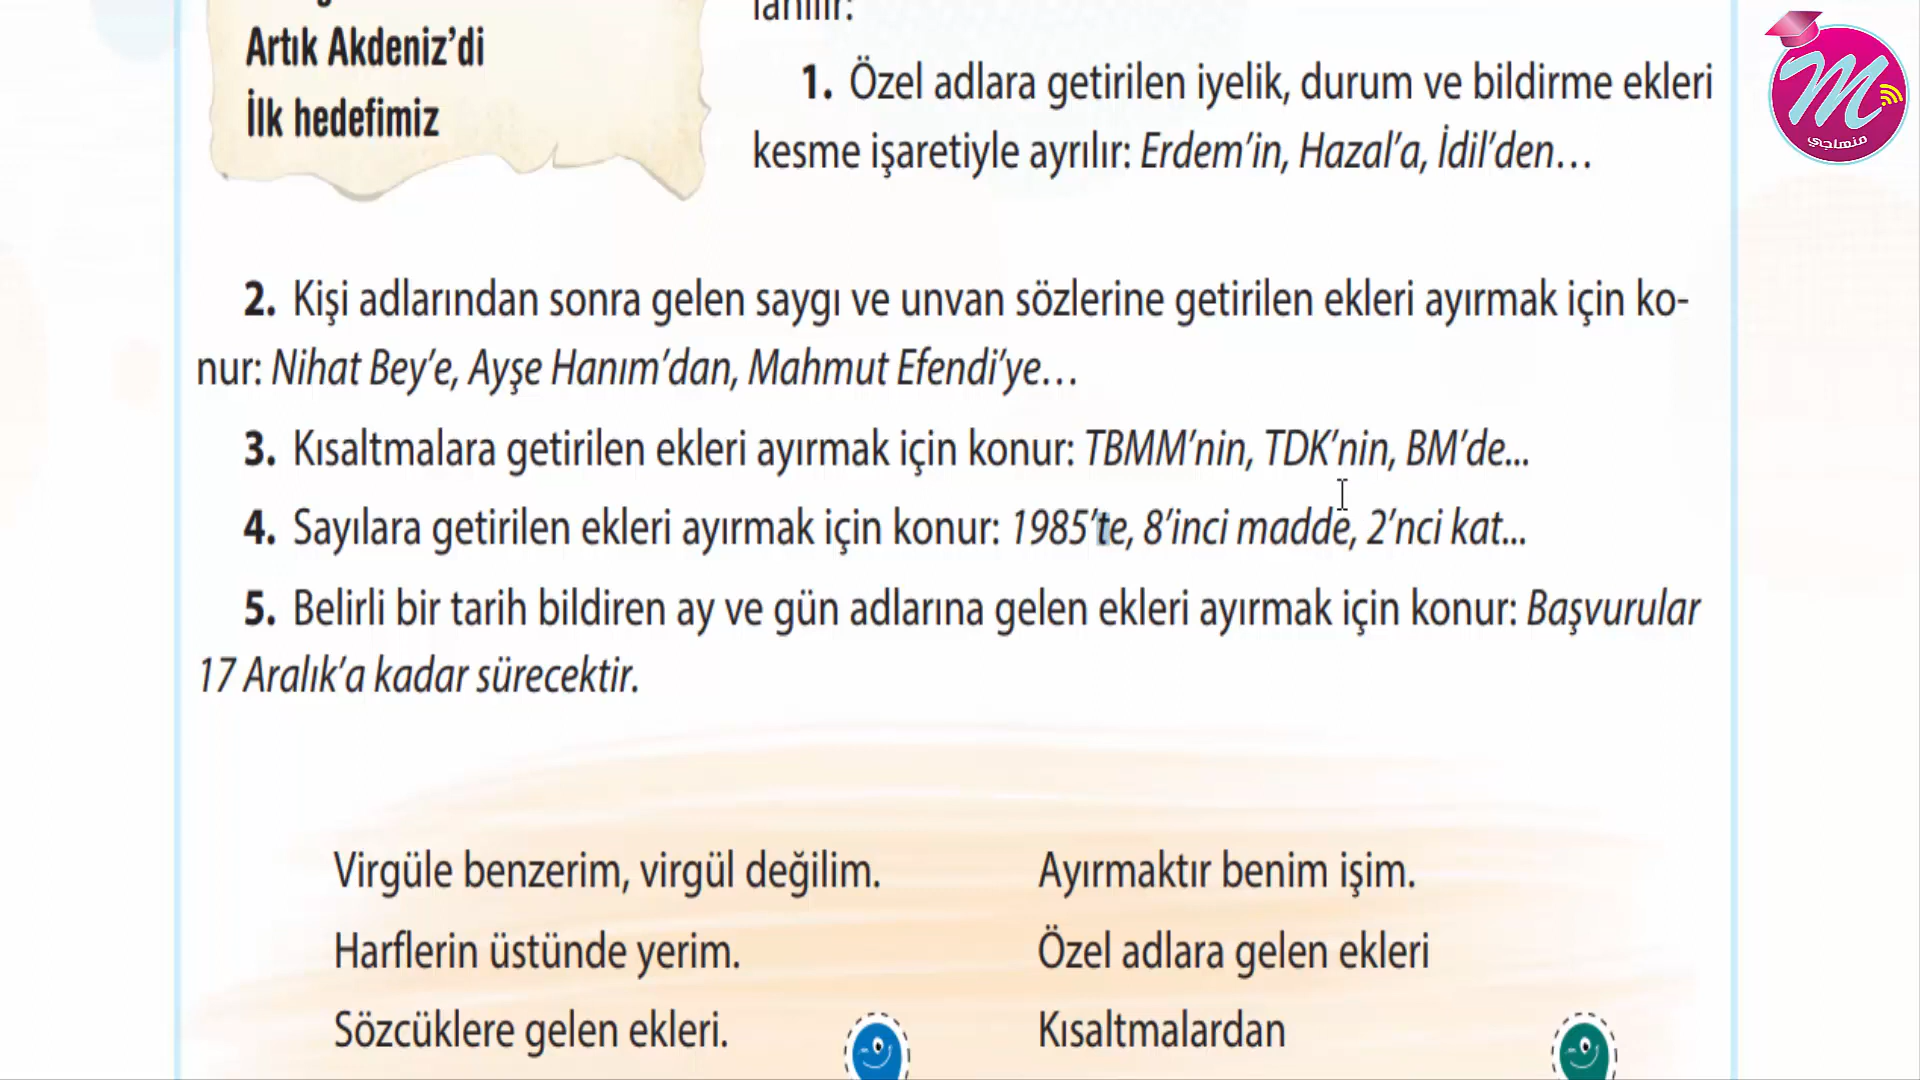 Artık Akdeniz’di
İlk hedefimiz
lanılır:
1. Özel adlara getirilen iyelik, durum ve bildirme ekleri
kesme işaretiyle ayrılır: Erdem’in, Hazal’a, İdil’den…
2. Kişi adlarından sonra gelen saygı ve unvan sözlerine getirilen ekleri ayırmak için ko-
nur: Nihat Bey’e, Ayşe Hanım’dan, Mahmut Efendi’ye…
3. Kısaltmalara getirilen ekleri ayırmak için konur: TBMM’nin, TDK’nin, BM’de...
4. Sayılara getirilen ekleri ayırmak için konur: 1985’te, 8’inci madde, 2’nci kat...
5. Belirli bir tarih bildiren ay ve gün adlarına gelen ekleri ayırmak için konur: Başvurular
17 Aralık’a kadar sürecektir.
Virgüle benzerim, virgül değilim.
Harflerin üstünde yerim.
Sözcüklere gelen ekleri.
Ayırmaktır benim işim.
Özel adlara gelen ekleri
Kısaltmalardan
M
منهاجي